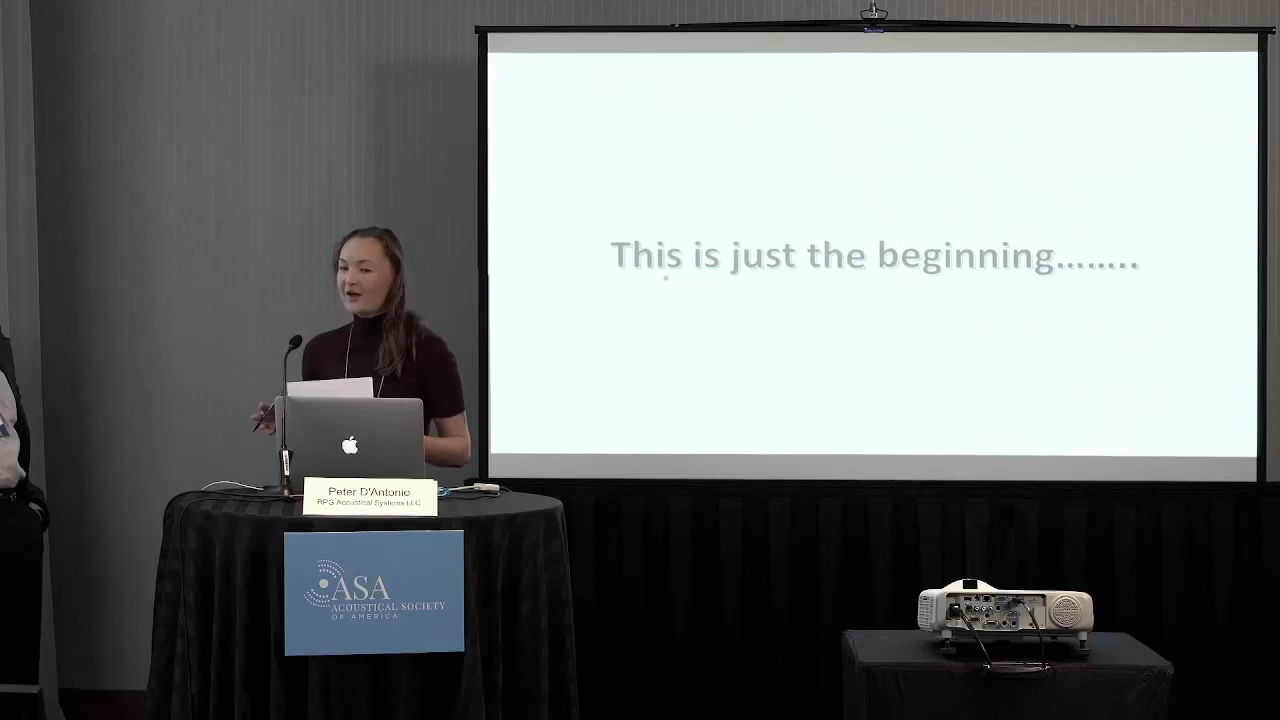 This is just the beginning........
Peter D'Antonio
RPG Acoustical Systems LLC
ASA
ACOUSTICAL SOCIETY
OF AMERICA